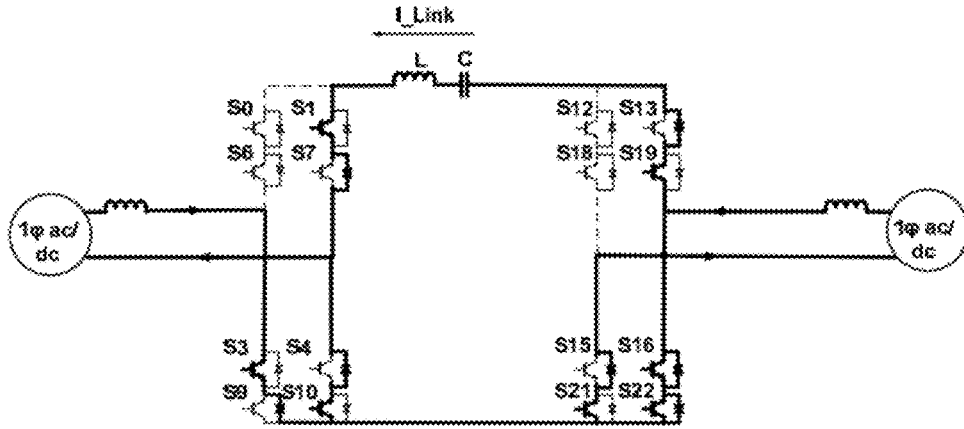 I_Link
L C
S0 S1 S12 S13
S6 S7 S18 S19
1φ ac/
dc
1φ ac/
dc
S3 S4 S15 S16
S9 S10 S21 S22